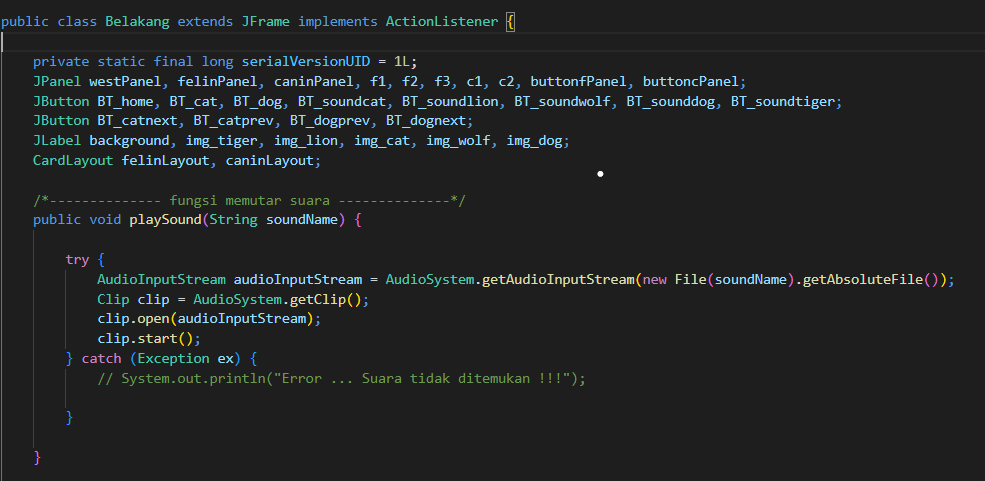 public class Belakang extends JFrame implements ActionListener {
private static final long serialVersionUID = 1L;
JPanel westPanel, felinPanel, caninPanel, f1, f2, f3, c1, c2, buttonfPanel, buttoncPanel;
JButton BT_home, BT_cat, BT_dog, BT_soundcat, BT_soundlion, BT_soundwolf, BT_sounddog, BT_soundtiger;
JButton BT_catnext, BT_catprev, BT_dogprev, BT_dognext;
JLabel background, img_tiger, img_lion, img_cat, img_wolf, img_dog;
CardLayout felinLayout, caninLayout;
/*-------------- fungsi memutar suara --------------*/
public void playSound(String soundName) {
try {
AudioInputStream audioInputStream = AudioSystem.getAudioInputStream(new File(soundName).getAbsoluteFile());
Clip clip = AudioSystem.getClip();
clip.open(audioInputStream);
clip.start();
} catch (Exception ex) {
// System.out.println("Error ... Suara tidak ditemukan !!!");
}
}